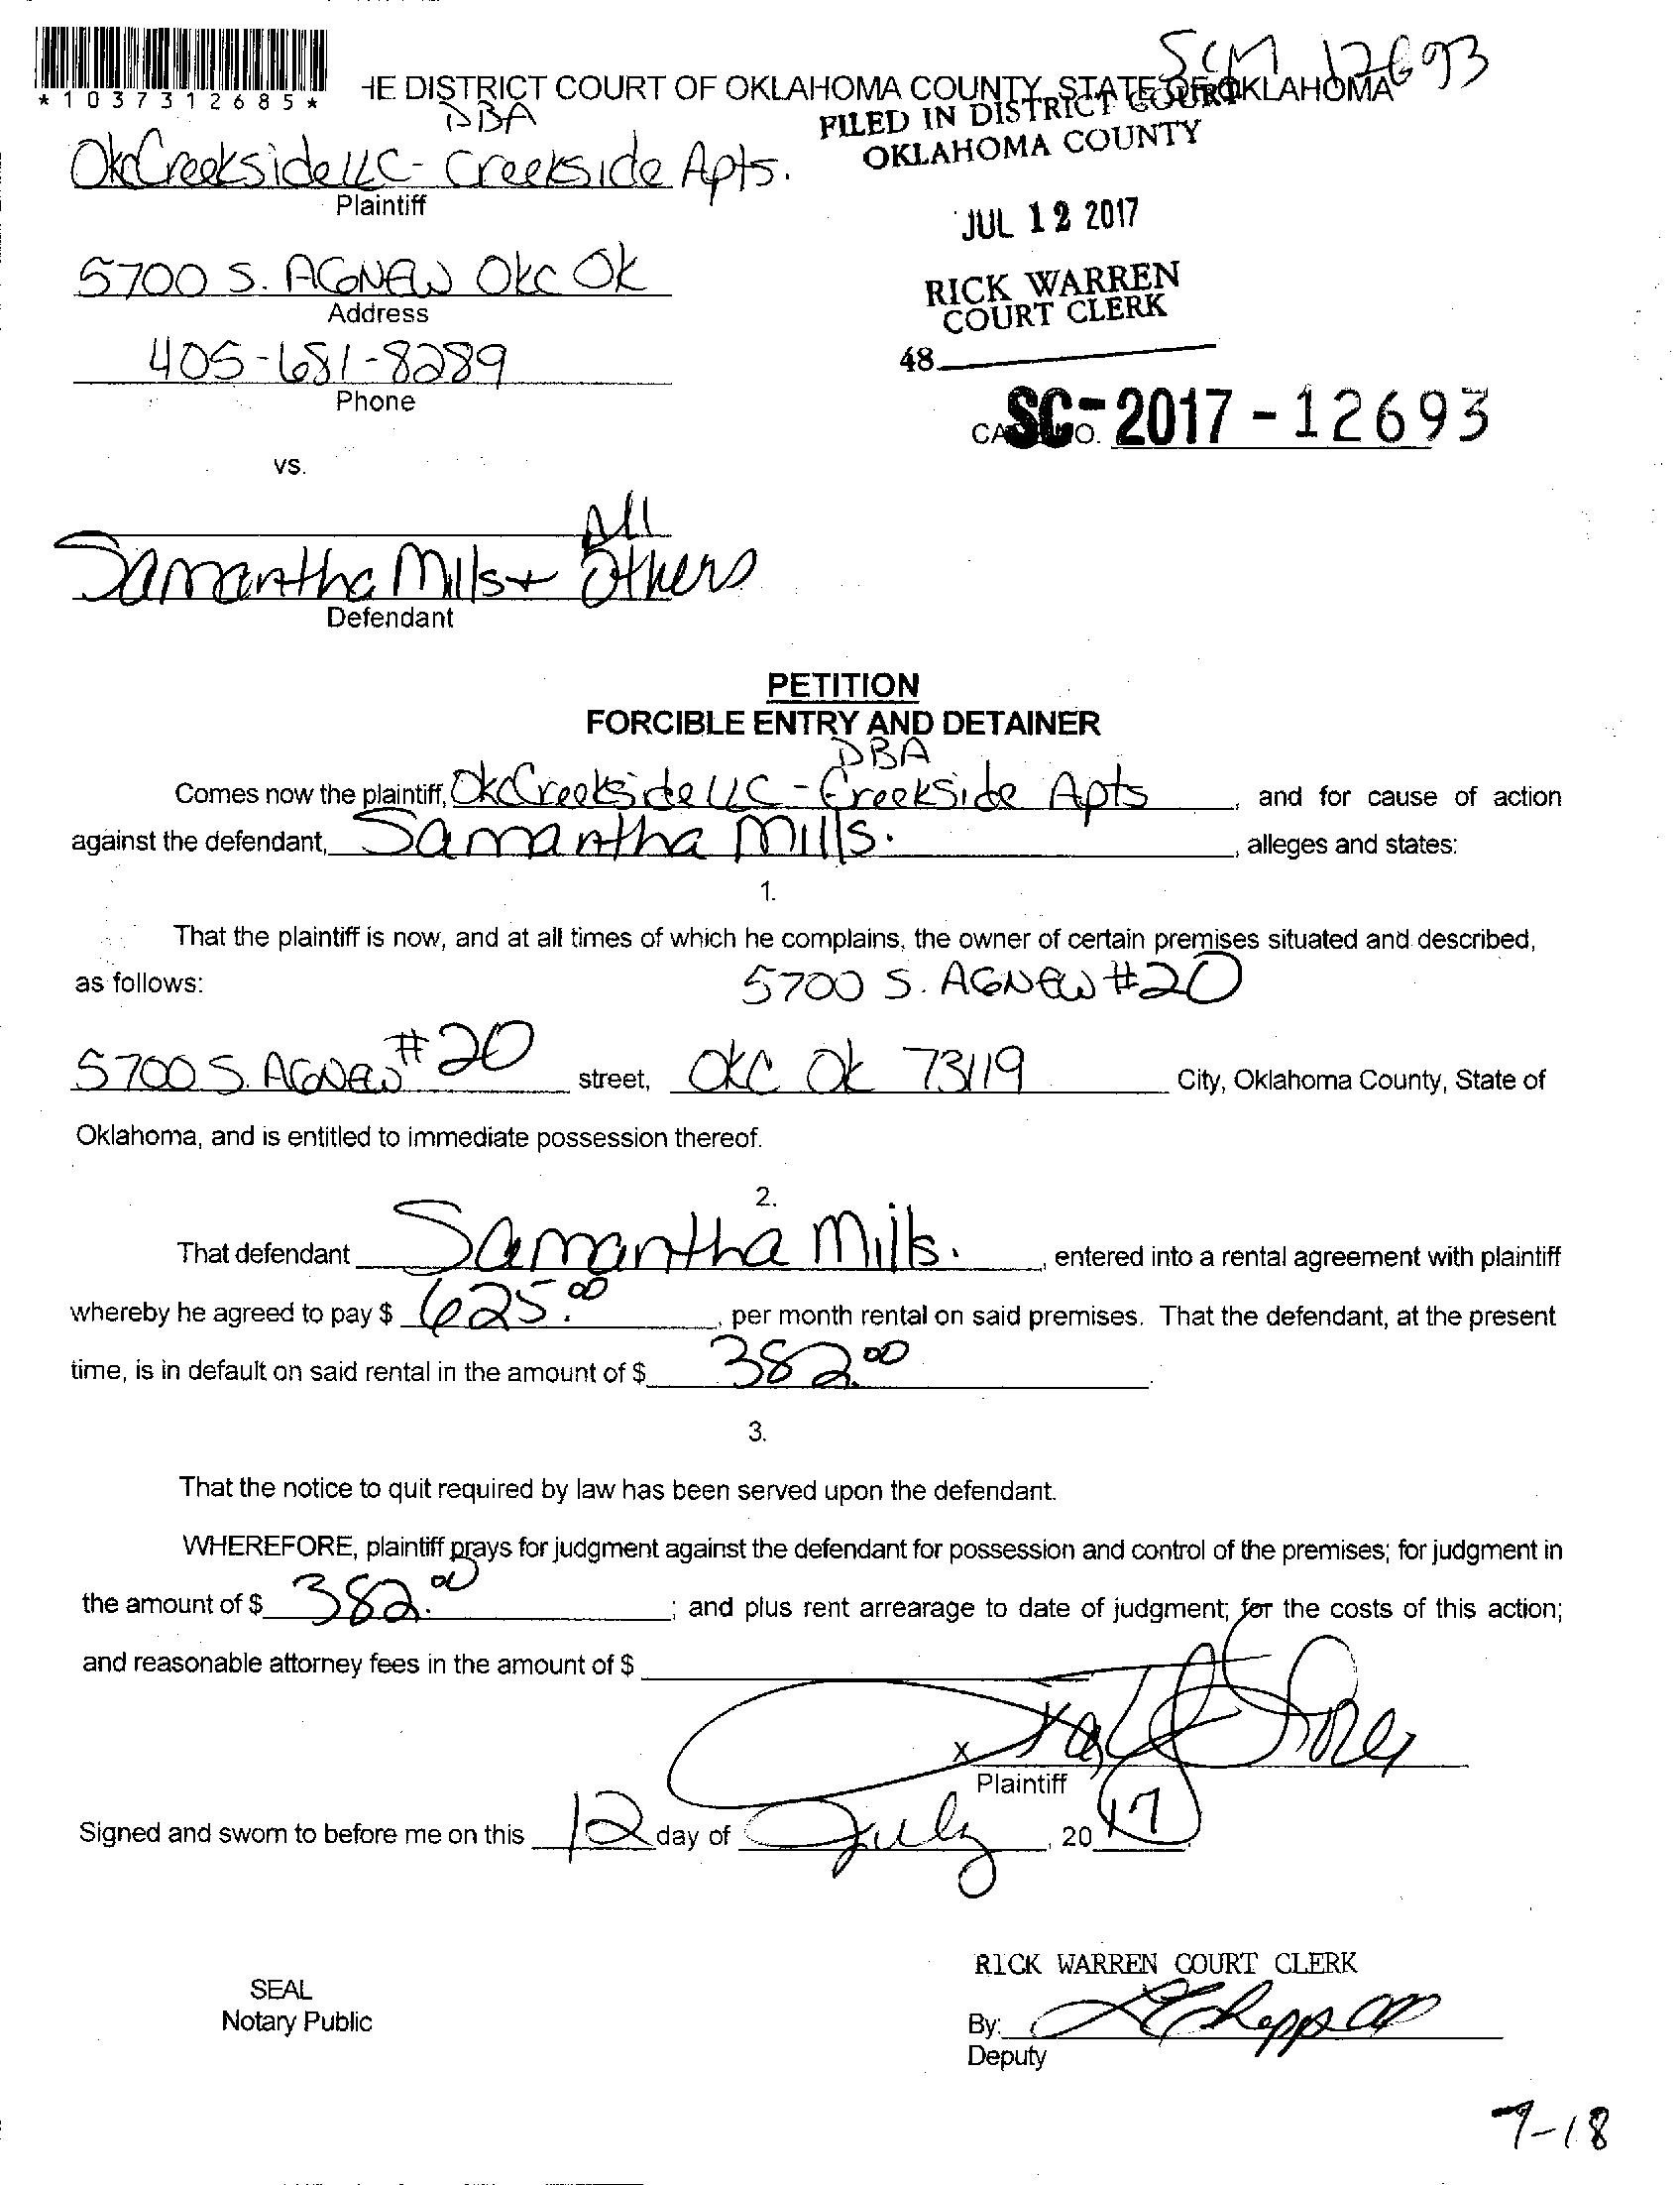 SCM 12693
*1037312685*
HE DISTRICT COURT OF OKLAHOMA COUNTY, STATE OF OKLAHOMA
FILED IN DISTRICT COURT
OKLAHOMA COUNTY
JUL 12 2017
RICK WARREN
COURT CLERK
48
SC-2017-12693
DBA
OkcCreekside LLC - Creekside Apts.
Plaintiff
5700 S. AGNEW OKC OK
Address
405-681-8289
Phone
vs.
All
Samantha Mills + Others
Defendant
PETITION
FORCIBLE ENTRY AND DETAINER
DBA
Comes now the plaintiff, OkcCreekside LLC - Creekside Apts, and for cause of action
against the defendant, Samantha Mills., alleges and states:
1.
That the plaintiff is now, and at all times of which he complains, the owner of certain premises situated and described,
as follows: 5700 S. AGNEW #20
5700 S. AGNEW #20 street, OKC OK 73119 City, Oklahoma County, State of
Oklahoma, and is entitled to immediate possession thereof.
2.
That defendant Samantha Mills., entered into a rental agreement with plaintiff
whereby he agreed to pay $ 625.00, per month rental on said premises. That the defendant, at the present
time, is in default on said rental in the amount of $ 382.00.
3.
That the notice to quit required by law has been served upon the defendant.
WHEREFORE, plaintiff prays for judgment against the defendant for possession and control of the premises; for judgment in
the amount of $ 382.00; and plus rent arrearage to date of judgment; for the costs of this action;
and reasonable attorney fees in the amount of $
x
Plaintiff
Signed and sworn to before me on this 12 day of July, 20 17.
RICK WARREN COURT CLERK
SEAL
Notary Public
By:
Deputy
7-18